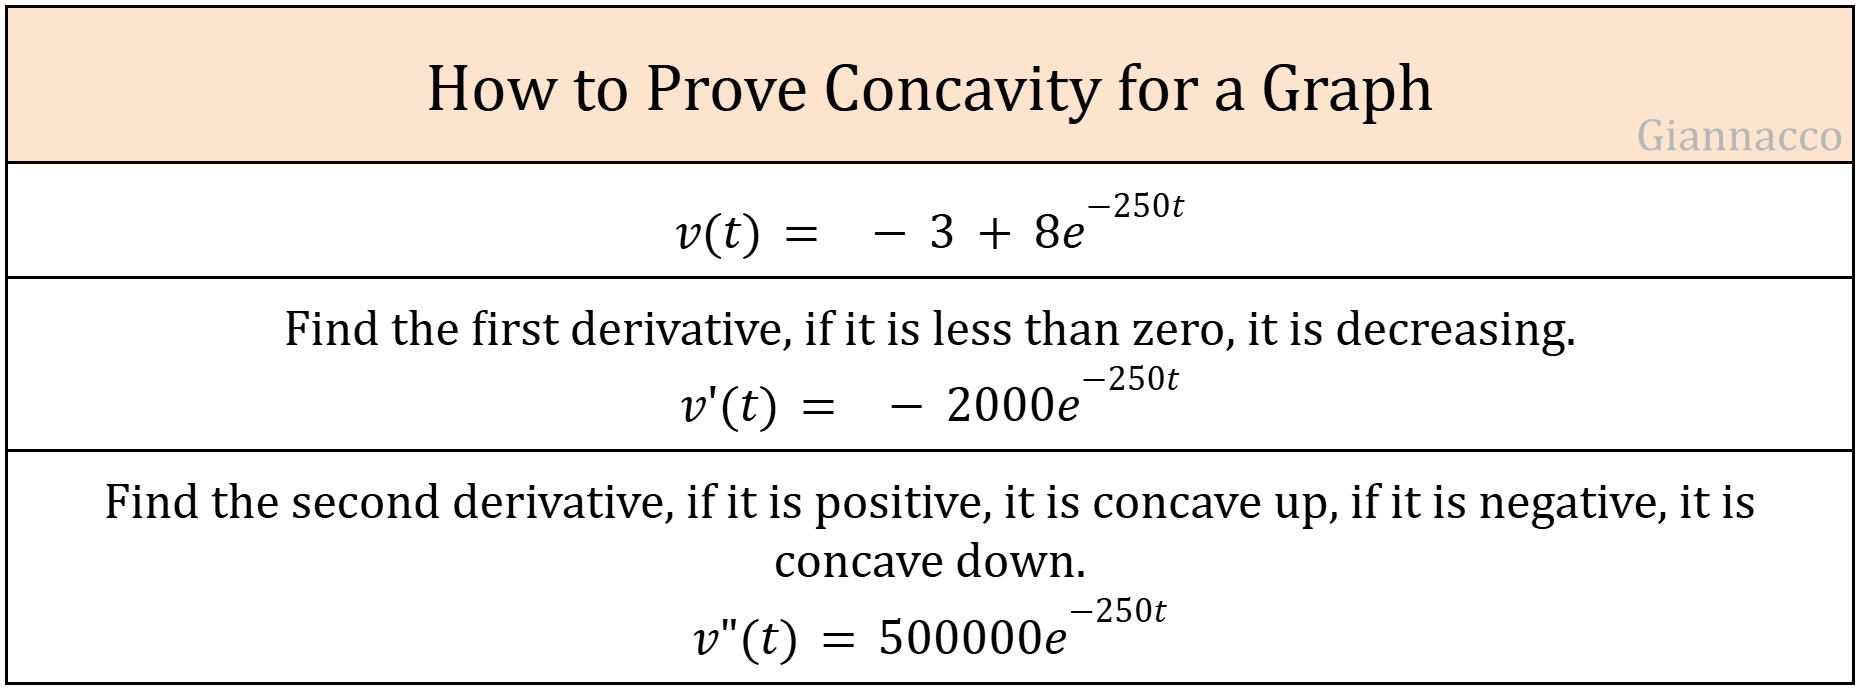 How to Prove Concavity for a Graph
Giannacco
v(t) = − 3 + 8e^{−250t}
Find the first derivative, if it is less than zero, it is decreasing.
v'(t) = − 2000e^{−250t}
Find the second derivative, if it is positive, it is concave up, if it is negative, it is
concave down.
v"(t) = 500000e^{−250t}